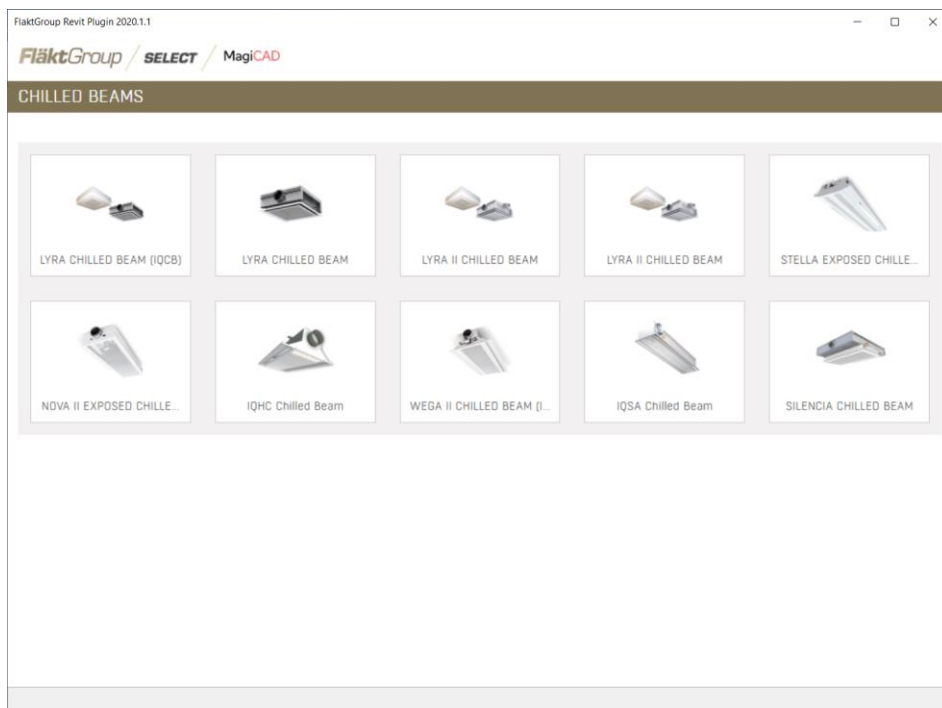 FlaktGroup Revit Plugin 2020.1.1
FläktGroup / SELECT / MagiCAD
CHILLED BEAMS
LYRA CHILLED BEAM (IQCB)
LYRA CHILLED BEAM
LYRA II CHILLED BEAM
LYRA II CHILLED BEAM
STELLA EXPOSED CHILLE...
NOVA II EXPOSED CHILLE...
IQHC Chilled Beam
WEGA II CHILLED BEAM (I...
IQSA Chilled Beam
SILENCIA CHILLED BEAM